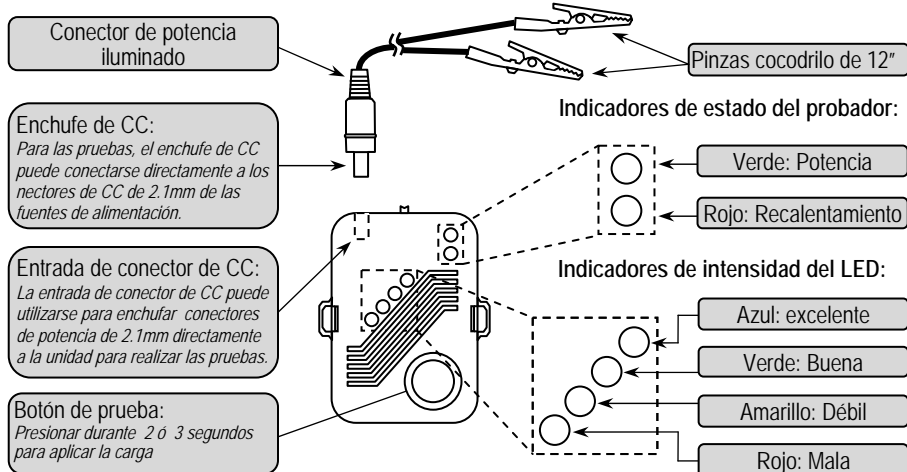 Conector de potencia
iluminado
Pinzas cocodrilo de 12"
Enchufe de CC:
Para las pruebas, el enchufe de CC
puede conectarse directamente a los
nectores de CC de 2.1mm de las
fuentes de alimentación.
Indicadores de estado del probador:
Verde: Potencia
Rojo: Recalentamiento
Entrada de conector de CC:
La entrada de conector de CC puede
utilizarse para enchufar conectores
de potencia de 2.1mm directamente
a la unidad para realizar las pruebas.
Indicadores de intensidad del LED:
Azul: excelente
Verde: Buena
Amarillo: Débil
Rojo: Mala
Botón de prueba:
Presionar durante 2 ó 3 segundos
para aplicar la carga